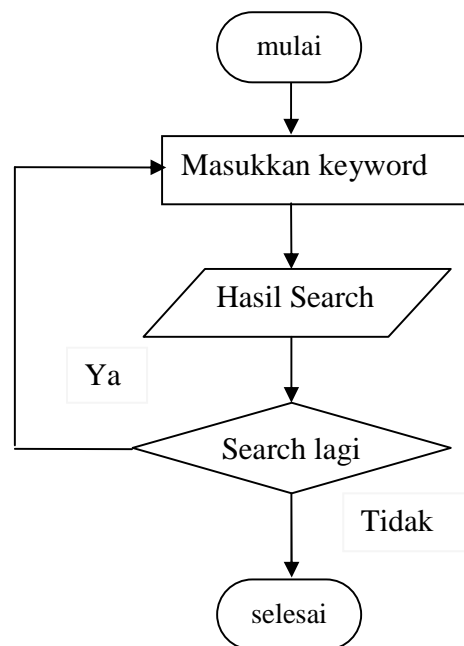 mulai
Masukkan keyword
Hasil Search
Ya
Search lagi
Tidak
selesai